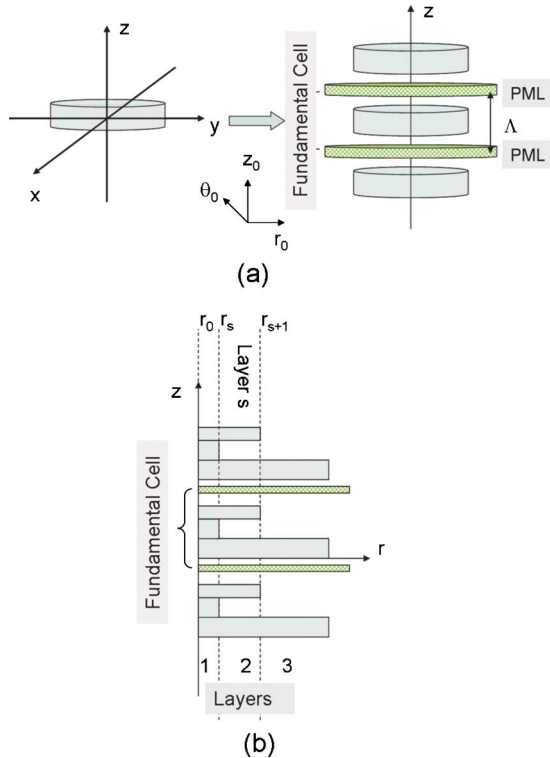 z
y
x
z
Fundamental Cell
PML
Λ
PML
z₀
θ₀
r₀
(a)
r₀ rₛ rₛ₊₁
Layer s
z
Fundamental Cell
r
1 2 3
Layers
(b)